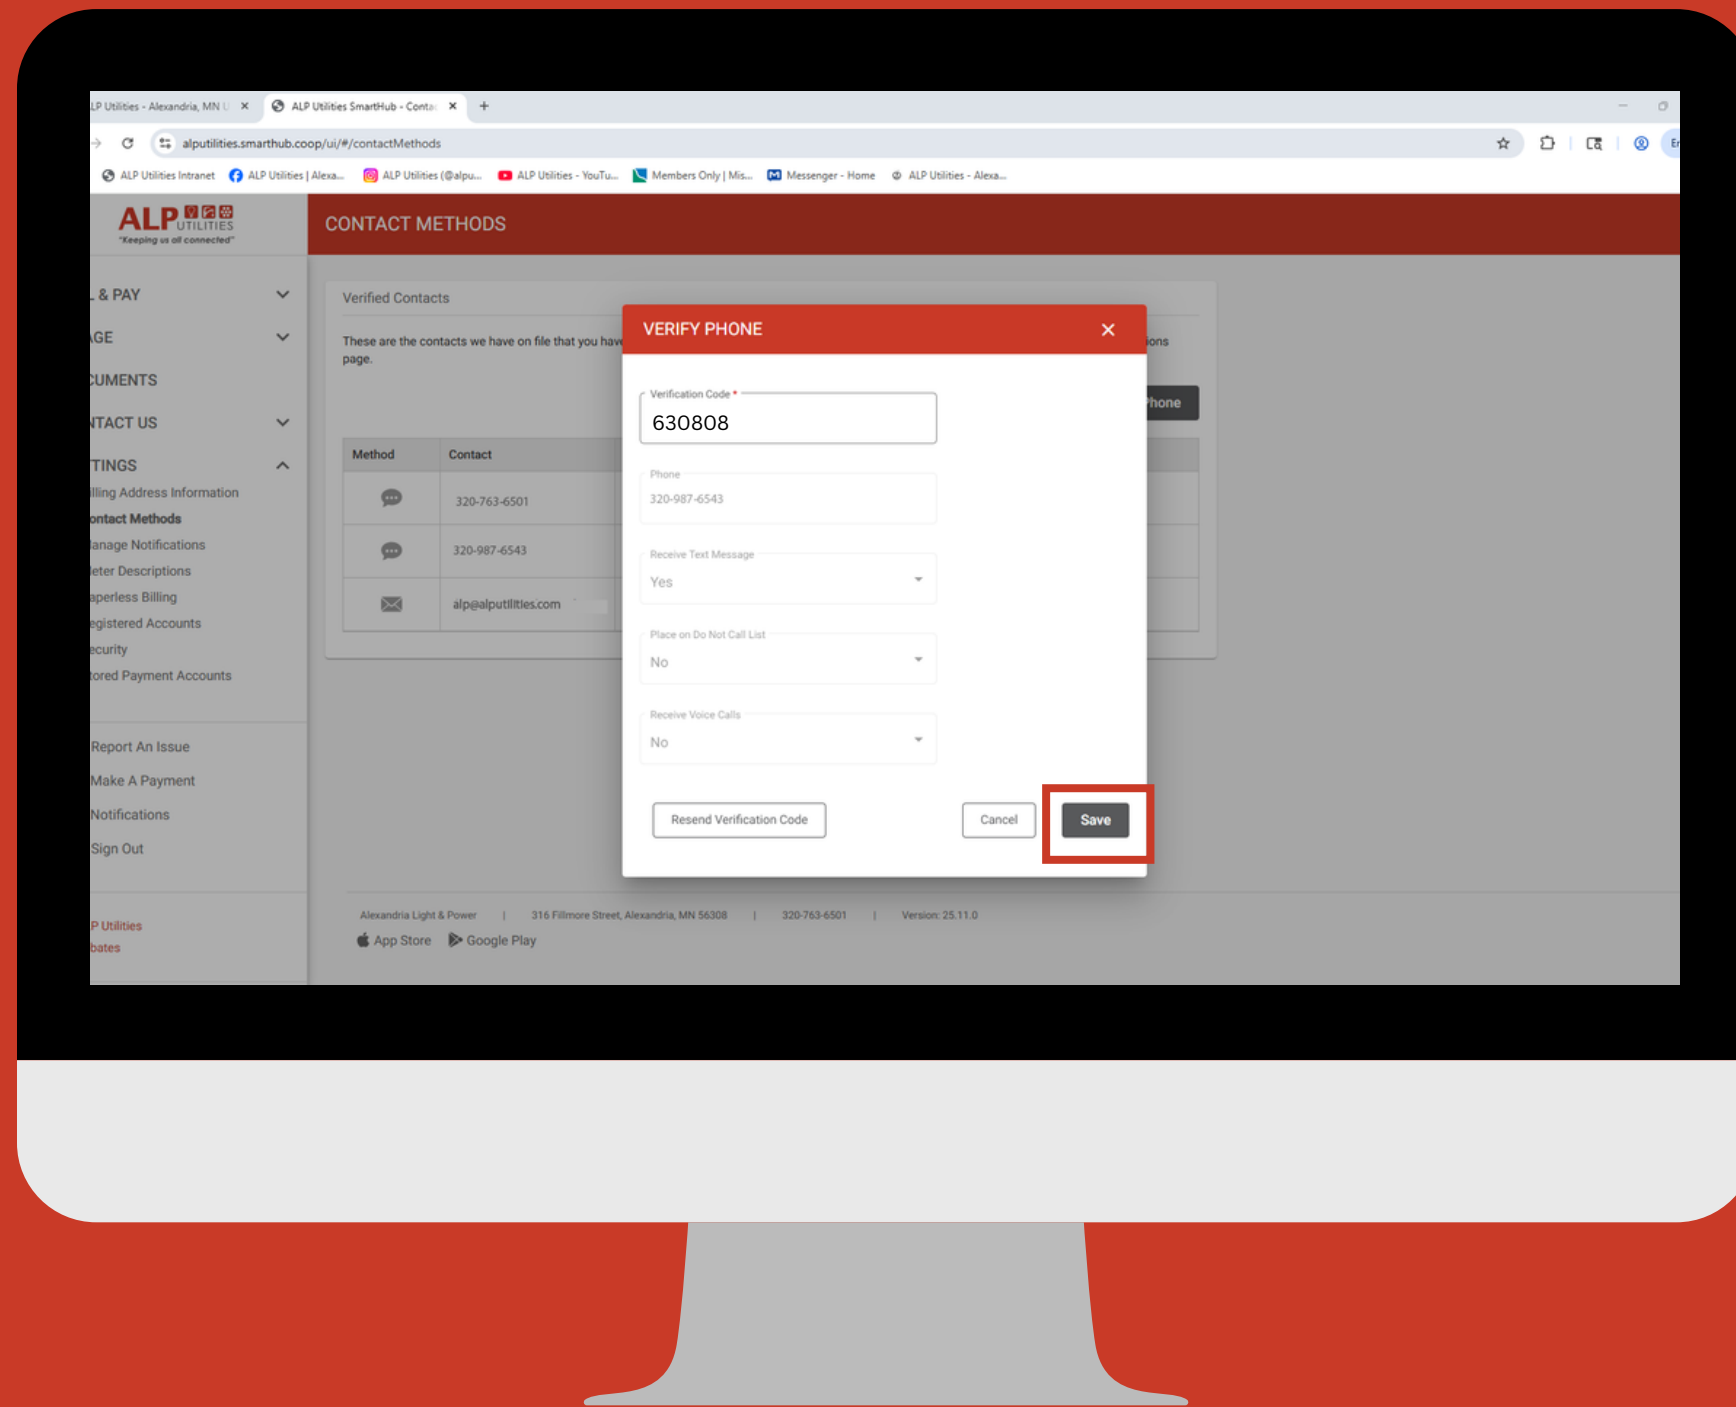 LP Utilities - Alexandria, MN U
ALP Utilities SmartHub - Contac
alputilities.smarthub.coop/ui/#/contactMethods
ALP Utilities Intranet
ALP Utilities | Alexa...
ALP Utilities (@alpu...
ALP Utilities - YouTu...
Members Only | Mis...
Messenger - Home
ALP Utilities - Alexa...
ALP UTILITIES
"Keeping us all connected"
CONTACT METHODS
& PAY
AGE
CUMENTS
NTACT US
TTINGS
illing Address Information
ontact Methods
anage Notifications
eter Descriptions
aperless Billing
egistered Accounts
ecurity
tored Payment Accounts
Report An Issue
Make A Payment
Notifications
Sign Out
P Utilities
bates
Verified Contacts
These are the contacts we have on file that you have
ions
page.
Phone
Method Contact
320-763-6501
320-987-6543
alp@alputilities.com
VERIFY PHONE
Verification Code *
630808
Phone
320-987-6543
Receive Text Message
Yes
Place on Do Not Call List
No
Receive Voice Calls
No
Resend Verification Code
Cancel
Save
Alexandria Light & Power | 316 Fillmore Street, Alexandria, MN 56308 | 320-763-6501 | Version: 25.11.0
App Store Google Play